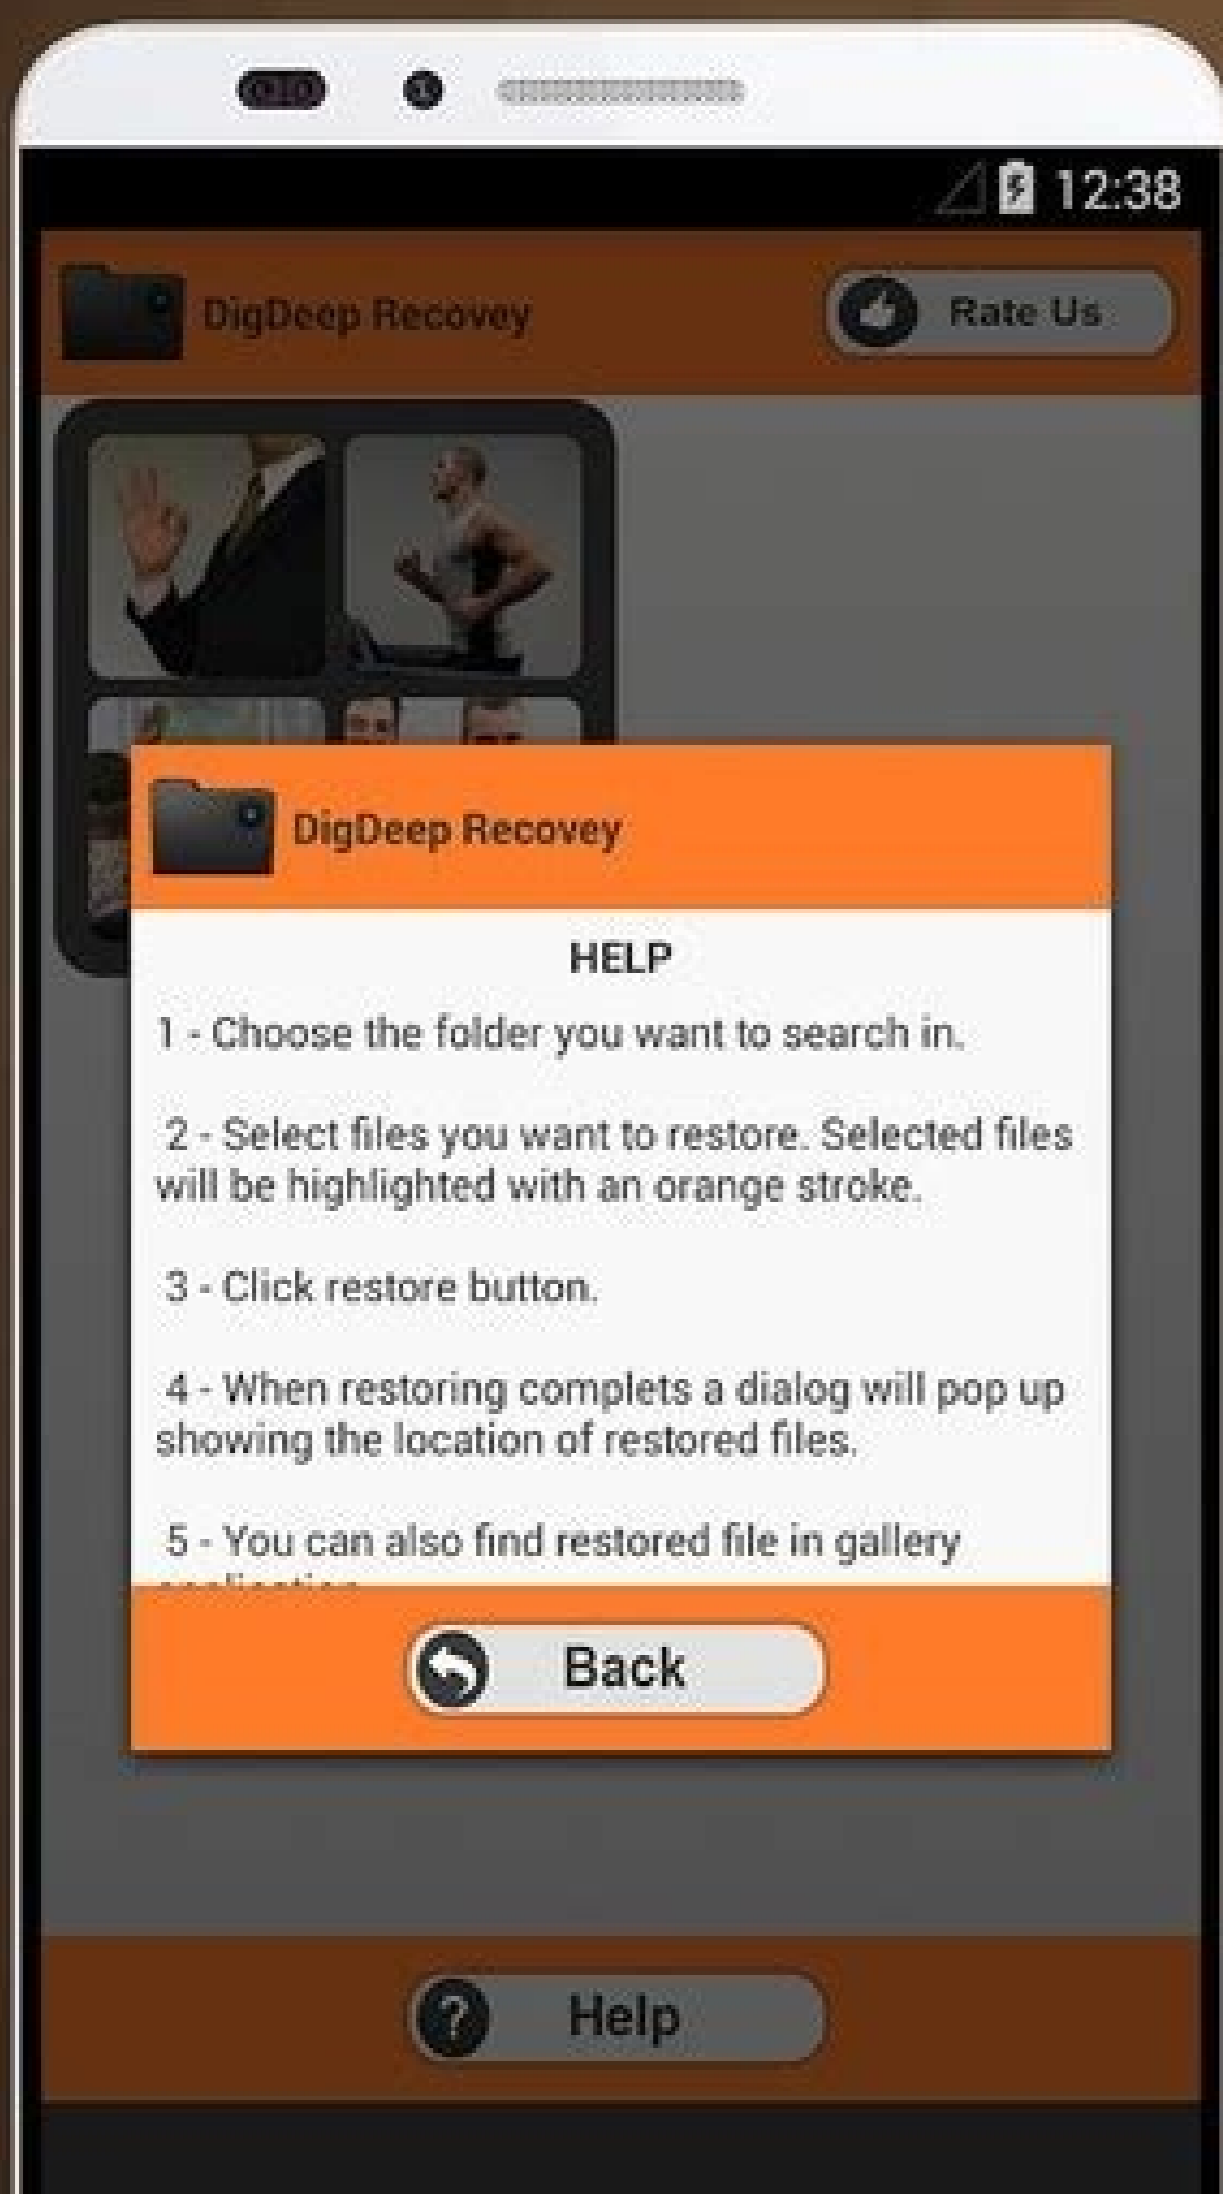 12:38
DigDeep Recovey
Rate Us
DigDeep Recovey
HELP
1 - Choose the folder you want to search in.
2 - Select files you want to restore. Selected files
will be highlighted with an orange stroke.
3 - Click restore button.
4 - When restoring complets a dialog will pop up
showing the location of restored files.
5 - You can also find restored file in gallery
Back
? Help